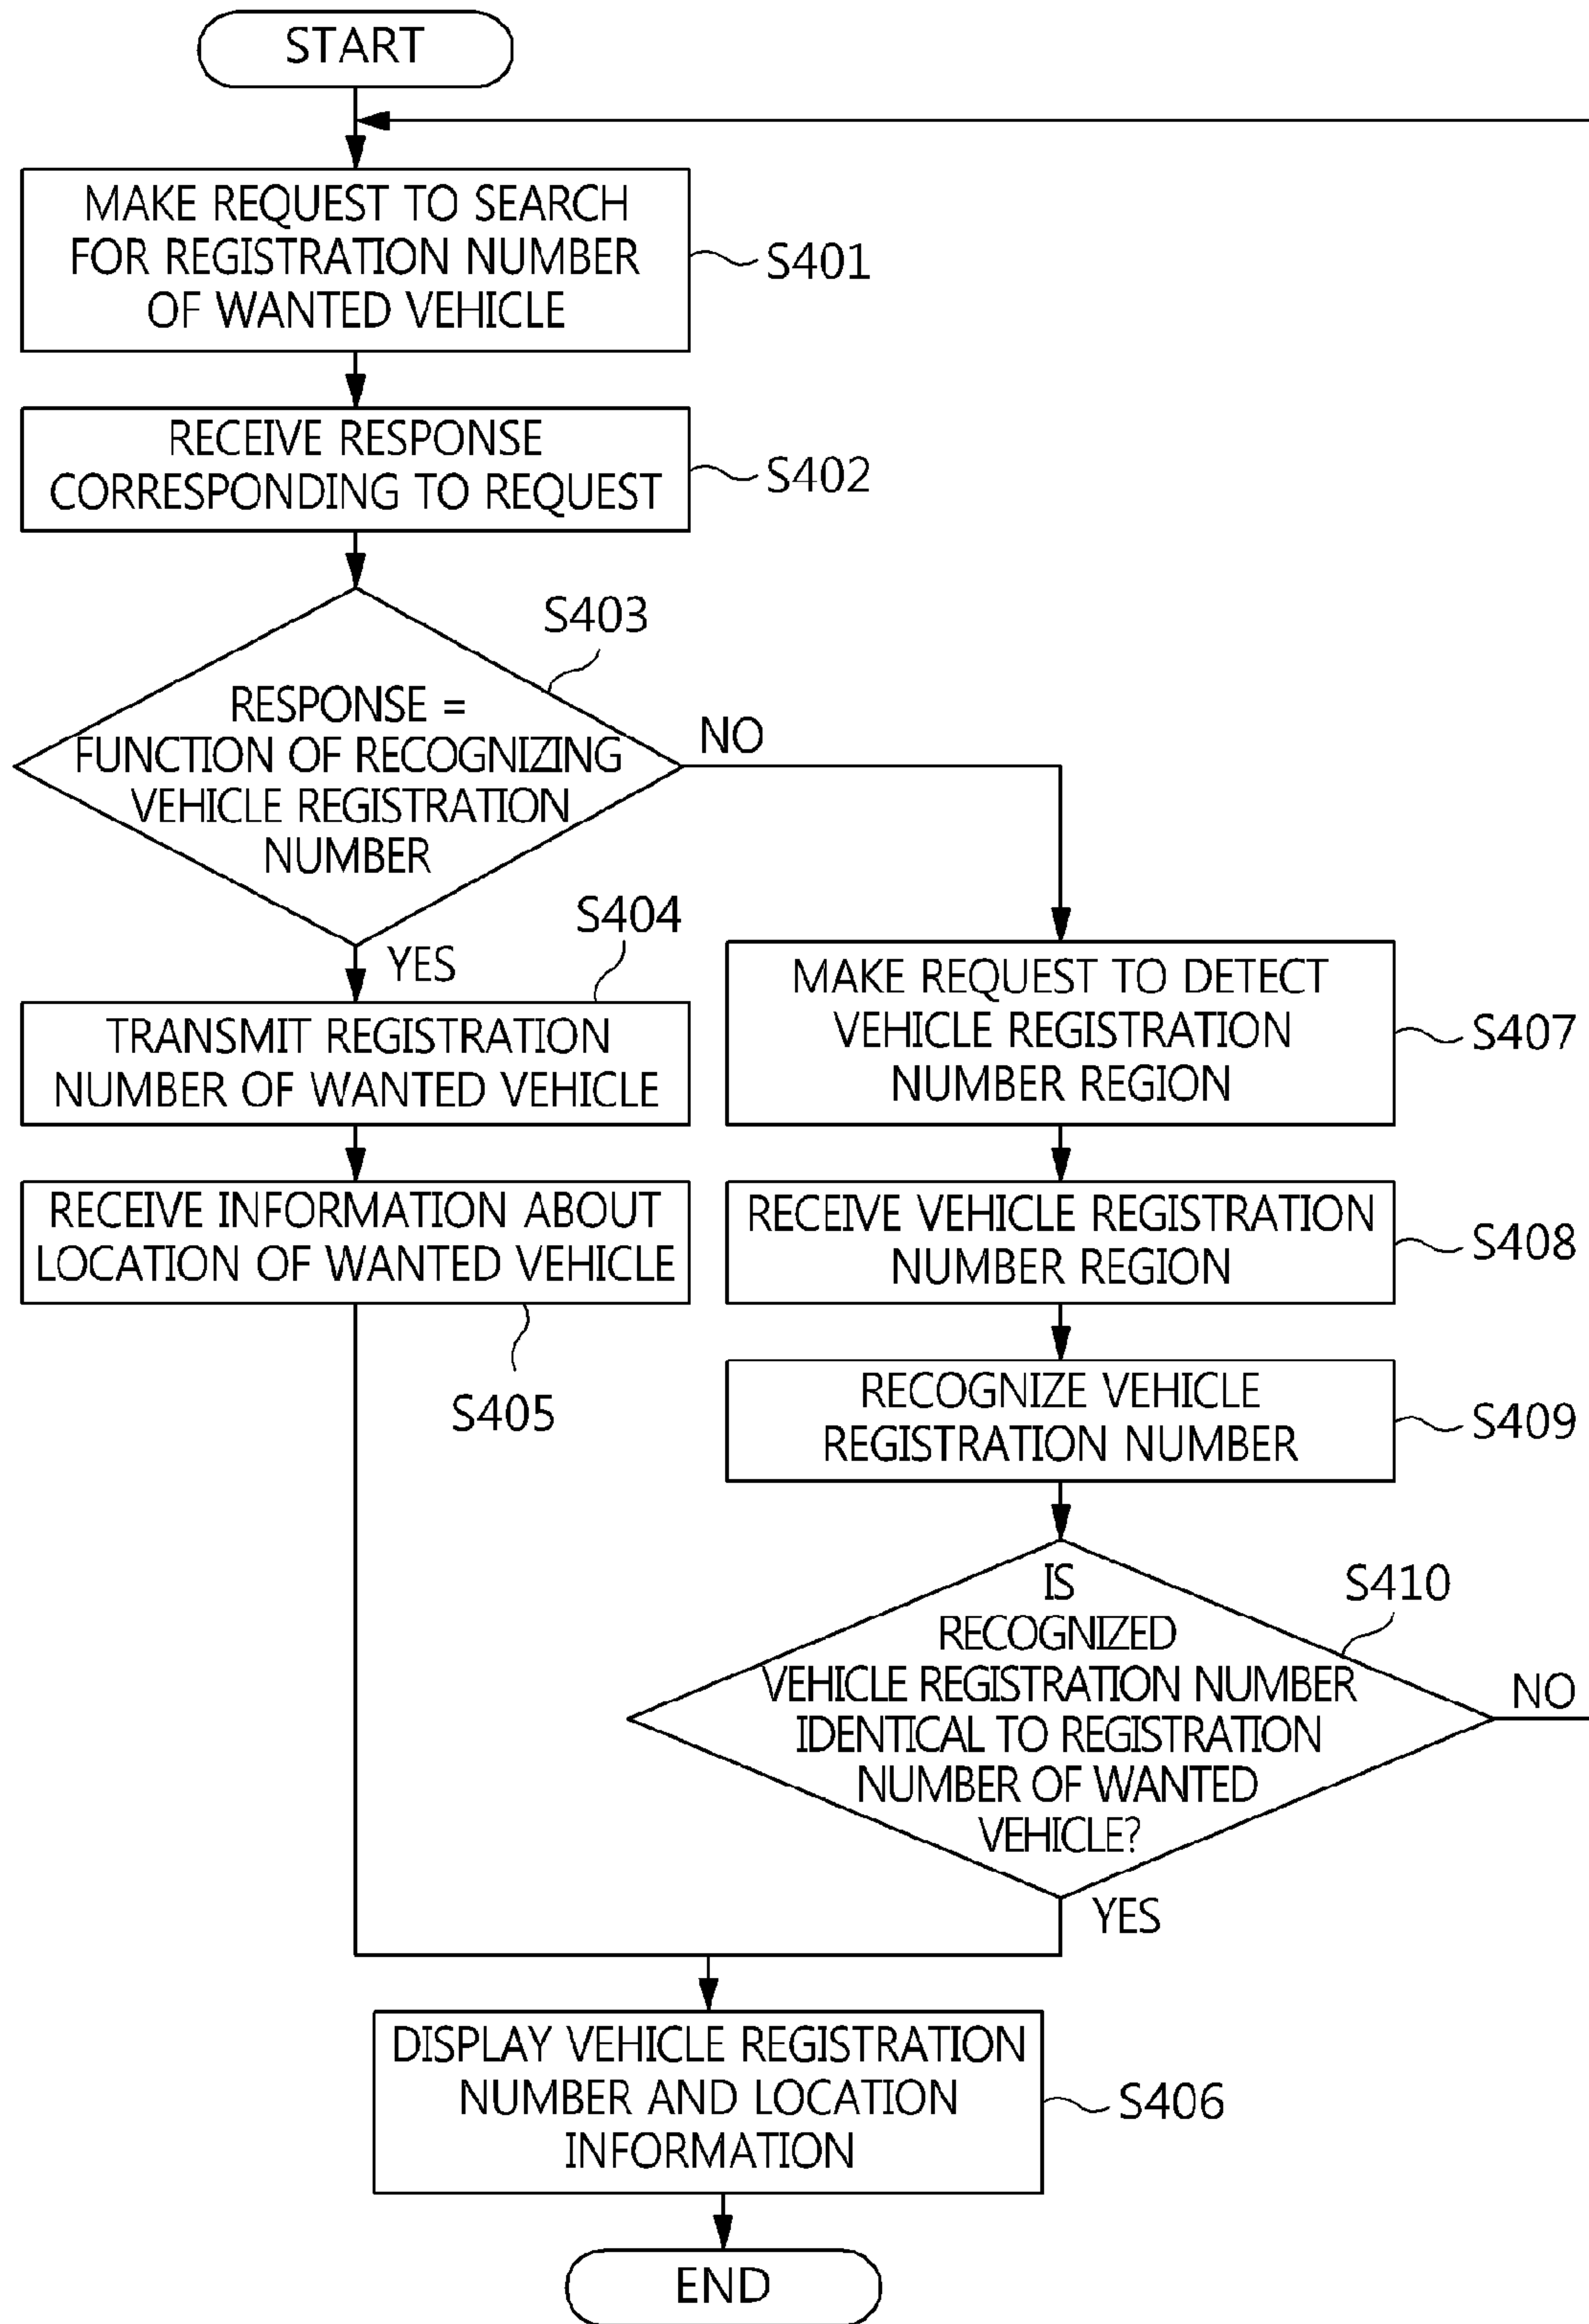 START
MAKE REQUEST TO SEARCH
FOR REGISTRATION NUMBER
OF WANTED VEHICLE
S401
RECEIVE RESPONSE
CORRESPONDING TO REQUEST
S402
S403
RESPONSE =
FUNCTION OF RECOGNIZING
VEHICLE REGISTRATION
NUMBER
NO
YES
S404
TRANSMIT REGISTRATION
NUMBER OF WANTED VEHICLE
RECEIVE INFORMATION ABOUT
LOCATION OF WANTED VEHICLE
S405
MAKE REQUEST TO DETECT
VEHICLE REGISTRATION
NUMBER REGION
S407
RECEIVE VEHICLE REGISTRATION
NUMBER REGION
S408
RECOGNIZE VEHICLE
REGISTRATION NUMBER
S409
IS
RECOGNIZED
VEHICLE REGISTRATION NUMBER
IDENTICAL TO REGISTRATION
NUMBER OF WANTED
VEHICLE?
S410
NO
YES
DISPLAY VEHICLE REGISTRATION
NUMBER AND LOCATION
INFORMATION
S406
END